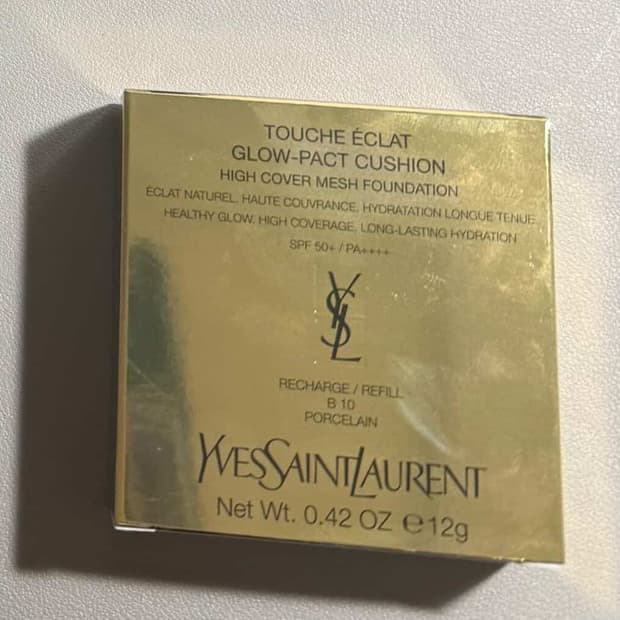 TOUCHE ÉCLAT
GLOW-PACT CUSHION
HIGH COVER MESH FOUNDATION
ÉCLAT NATUREL, HAUTE COUVRANCE, HYDRATATION LONGUE TENUE
HEALTHY GLOW, HIGH COVERAGE, LONG-LASTING HYDRATION
SPF 50+ / PA++++
YSL
RECHARGE / REFILL
B 10
PORCELAIN
YVESSAINTLAURENT
Net Wt. 0.42 OZ ℮12g